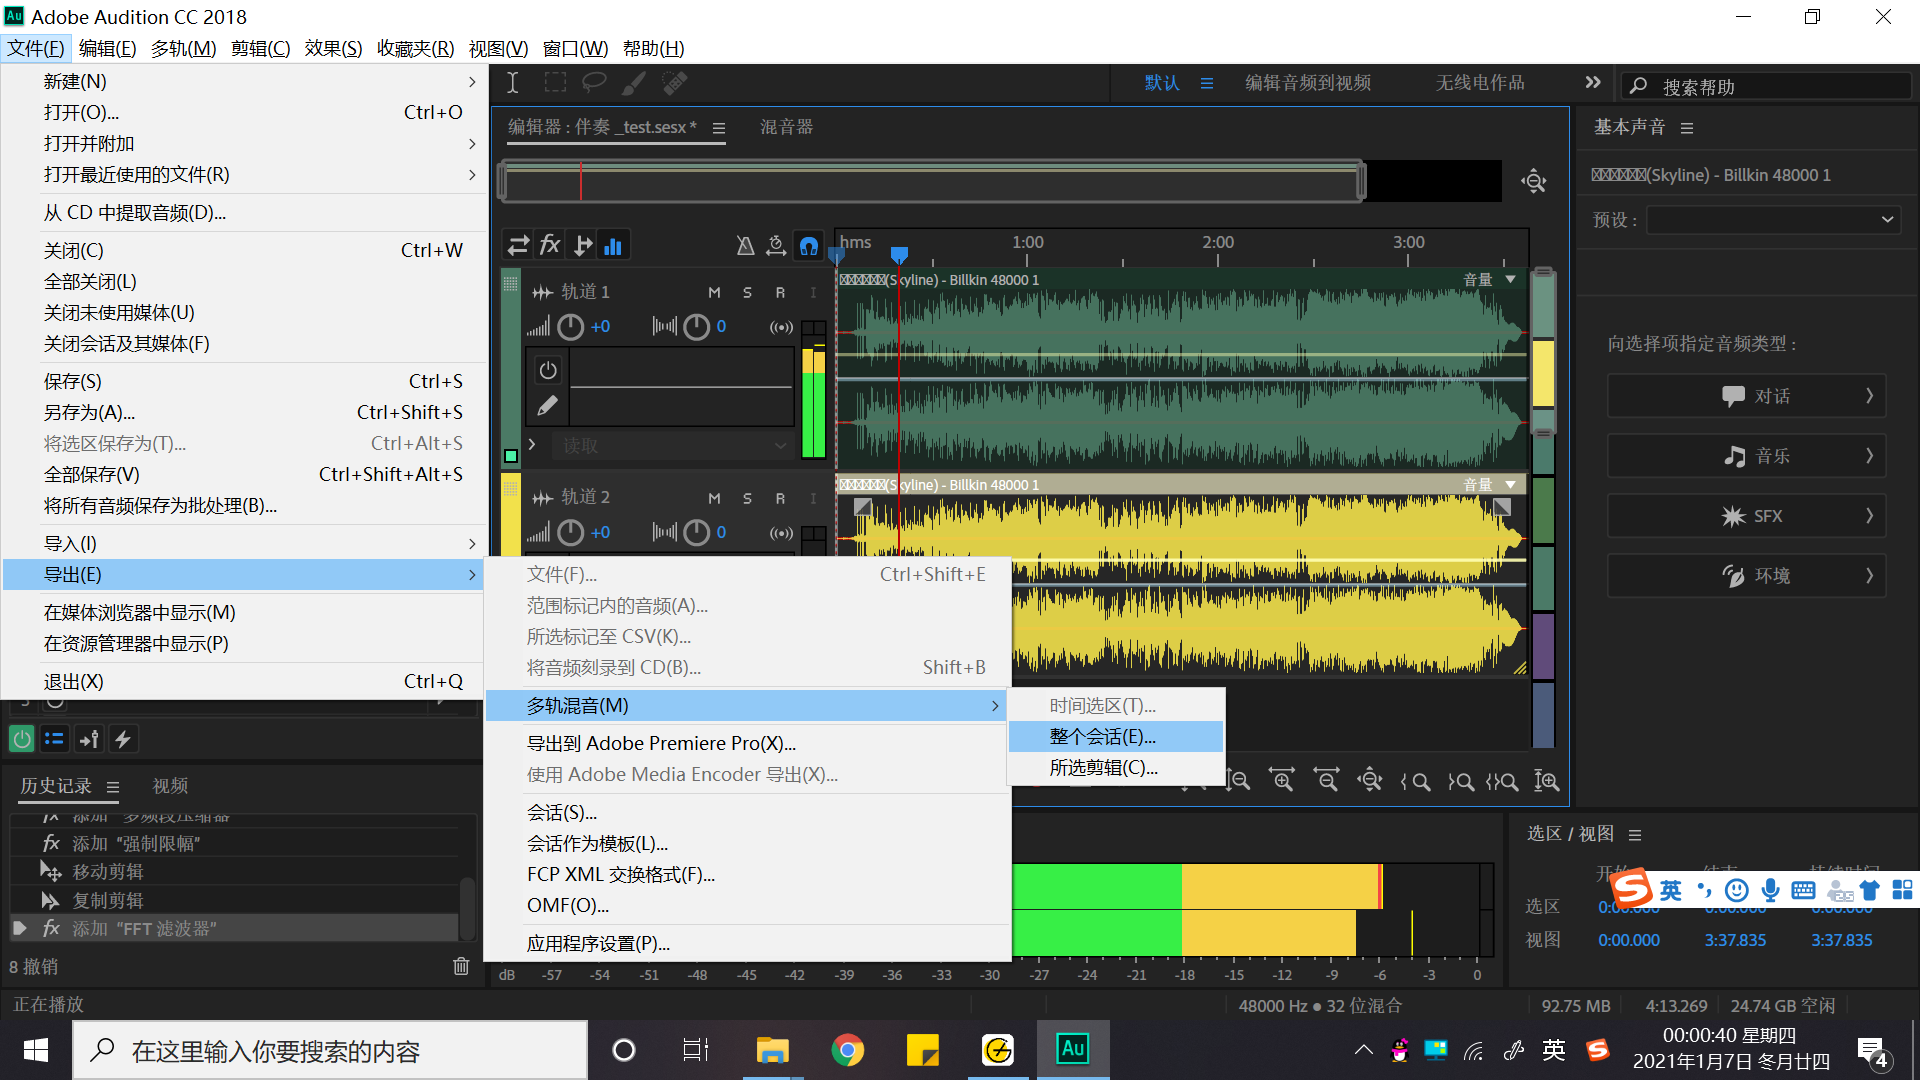 Adobe Audition CC 2018
文件(F) 编辑(E) 多轨(M) 剪辑(C) 效果(S) 收藏夹(R) 视图(V) 窗口(W) 帮助(H)
新建(N)
打开(O)... Ctrl+O
打开并附加
打开最近使用的文件(R)
从 CD 中提取音频(D)...
关闭(C) Ctrl+W
全部关闭(L)
关闭未使用媒体(U)
关闭会话及其媒体(F)
保存(S) Ctrl+S
另存为(A)... Ctrl+Shift+S
将选区保存为(T)... Ctrl+Alt+S
全部保存(V) Ctrl+Shift+Alt+S
将所有音频保存为批处理(B)...
导入(I)
导出(E)
在媒体浏览器中显示(M)
在资源管理器中显示(P)
退出(X) Ctrl+Q
文件(F)... Ctrl+Shift+E
范围标记内的音频(A)...
所选标记至 CSV(K)...
将音频刻录到 CD(B)... Shift+B
多轨混音(M)
导出到 Adobe Premiere Pro(X)...
使用 Adobe Media Encoder 导出(X)...
会话(S)...
会话作为模板(L)...
FCP XML 交换格式(F)...
OMF(O)...
应用程序设置(P)...
时间选区(T)...
整个会话(E)...
所选剪辑(C)...
默认 编辑音频到视频 无线电作品 搜索帮助
编辑器 : 伴奏 _test.sesx * 混音器
hms 1:00 2:00 3:00
轨道 1 M S R I
+0 0
读取
(Skyline) - Billkin 48000 1 音量
轨道 2 M S R I
+0 0
(Skyline) - Billkin 48000 1 音量
基本声音
(Skyline) - Billkin 48000 1
预设 :
向选择项指定音频类型 :
对话
音乐
SFX
环境
历史记录 视频
添加 “多频段压缩器
添加 “强制限幅”
移动剪辑
复制剪辑
添加 “FFT 滤波器”
8 撤销
正在播放
dB -57 -54 -51 -48 -45 -42 -39 -36 -33 -30 -27 -24 -21 -18 -15 -12 -9 -6 -3 0
选区 / 视图
开始 结束 持续时间
选区 0:00.000 0:00.000 0:00.000
视图 0:00.000 3:37.835 3:37.835
英
48000 Hz ● 32 位混合 92.75 MB 4:13.269 24.74 GB 空闲
在这里输入你要搜索的内容
Au
英
00:00:40 星期四
2021年1月7日 冬月廿四
4